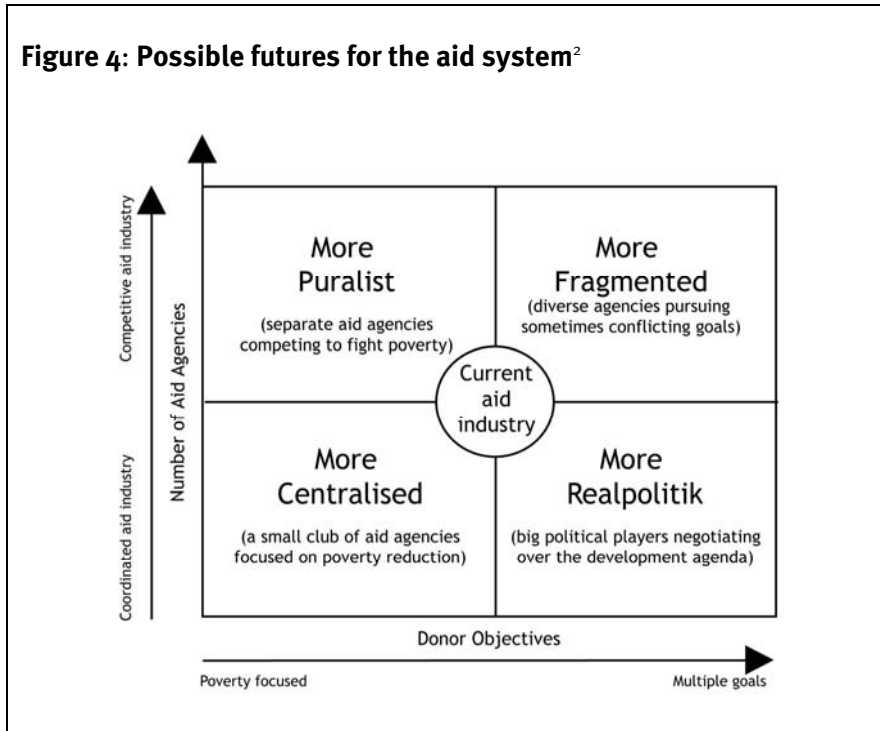 Figure 4: Possible futures for the aid system²
Competitive aid industry
Coordinated aid industry
Number of Aid Agencies
More
Puralist
(separate aid agencies
competing to fight poverty)
More
Fragmented
(diverse agencies pursuing
sometimes conflicting goals)
Current
aid
industry
More
Centralised
(a small club of aid agencies
focused on poverty reduction)
More
Realpolitik
(big political players negotiating
over the development agenda)
Donor Objectives
Poverty focused
Multiple goals